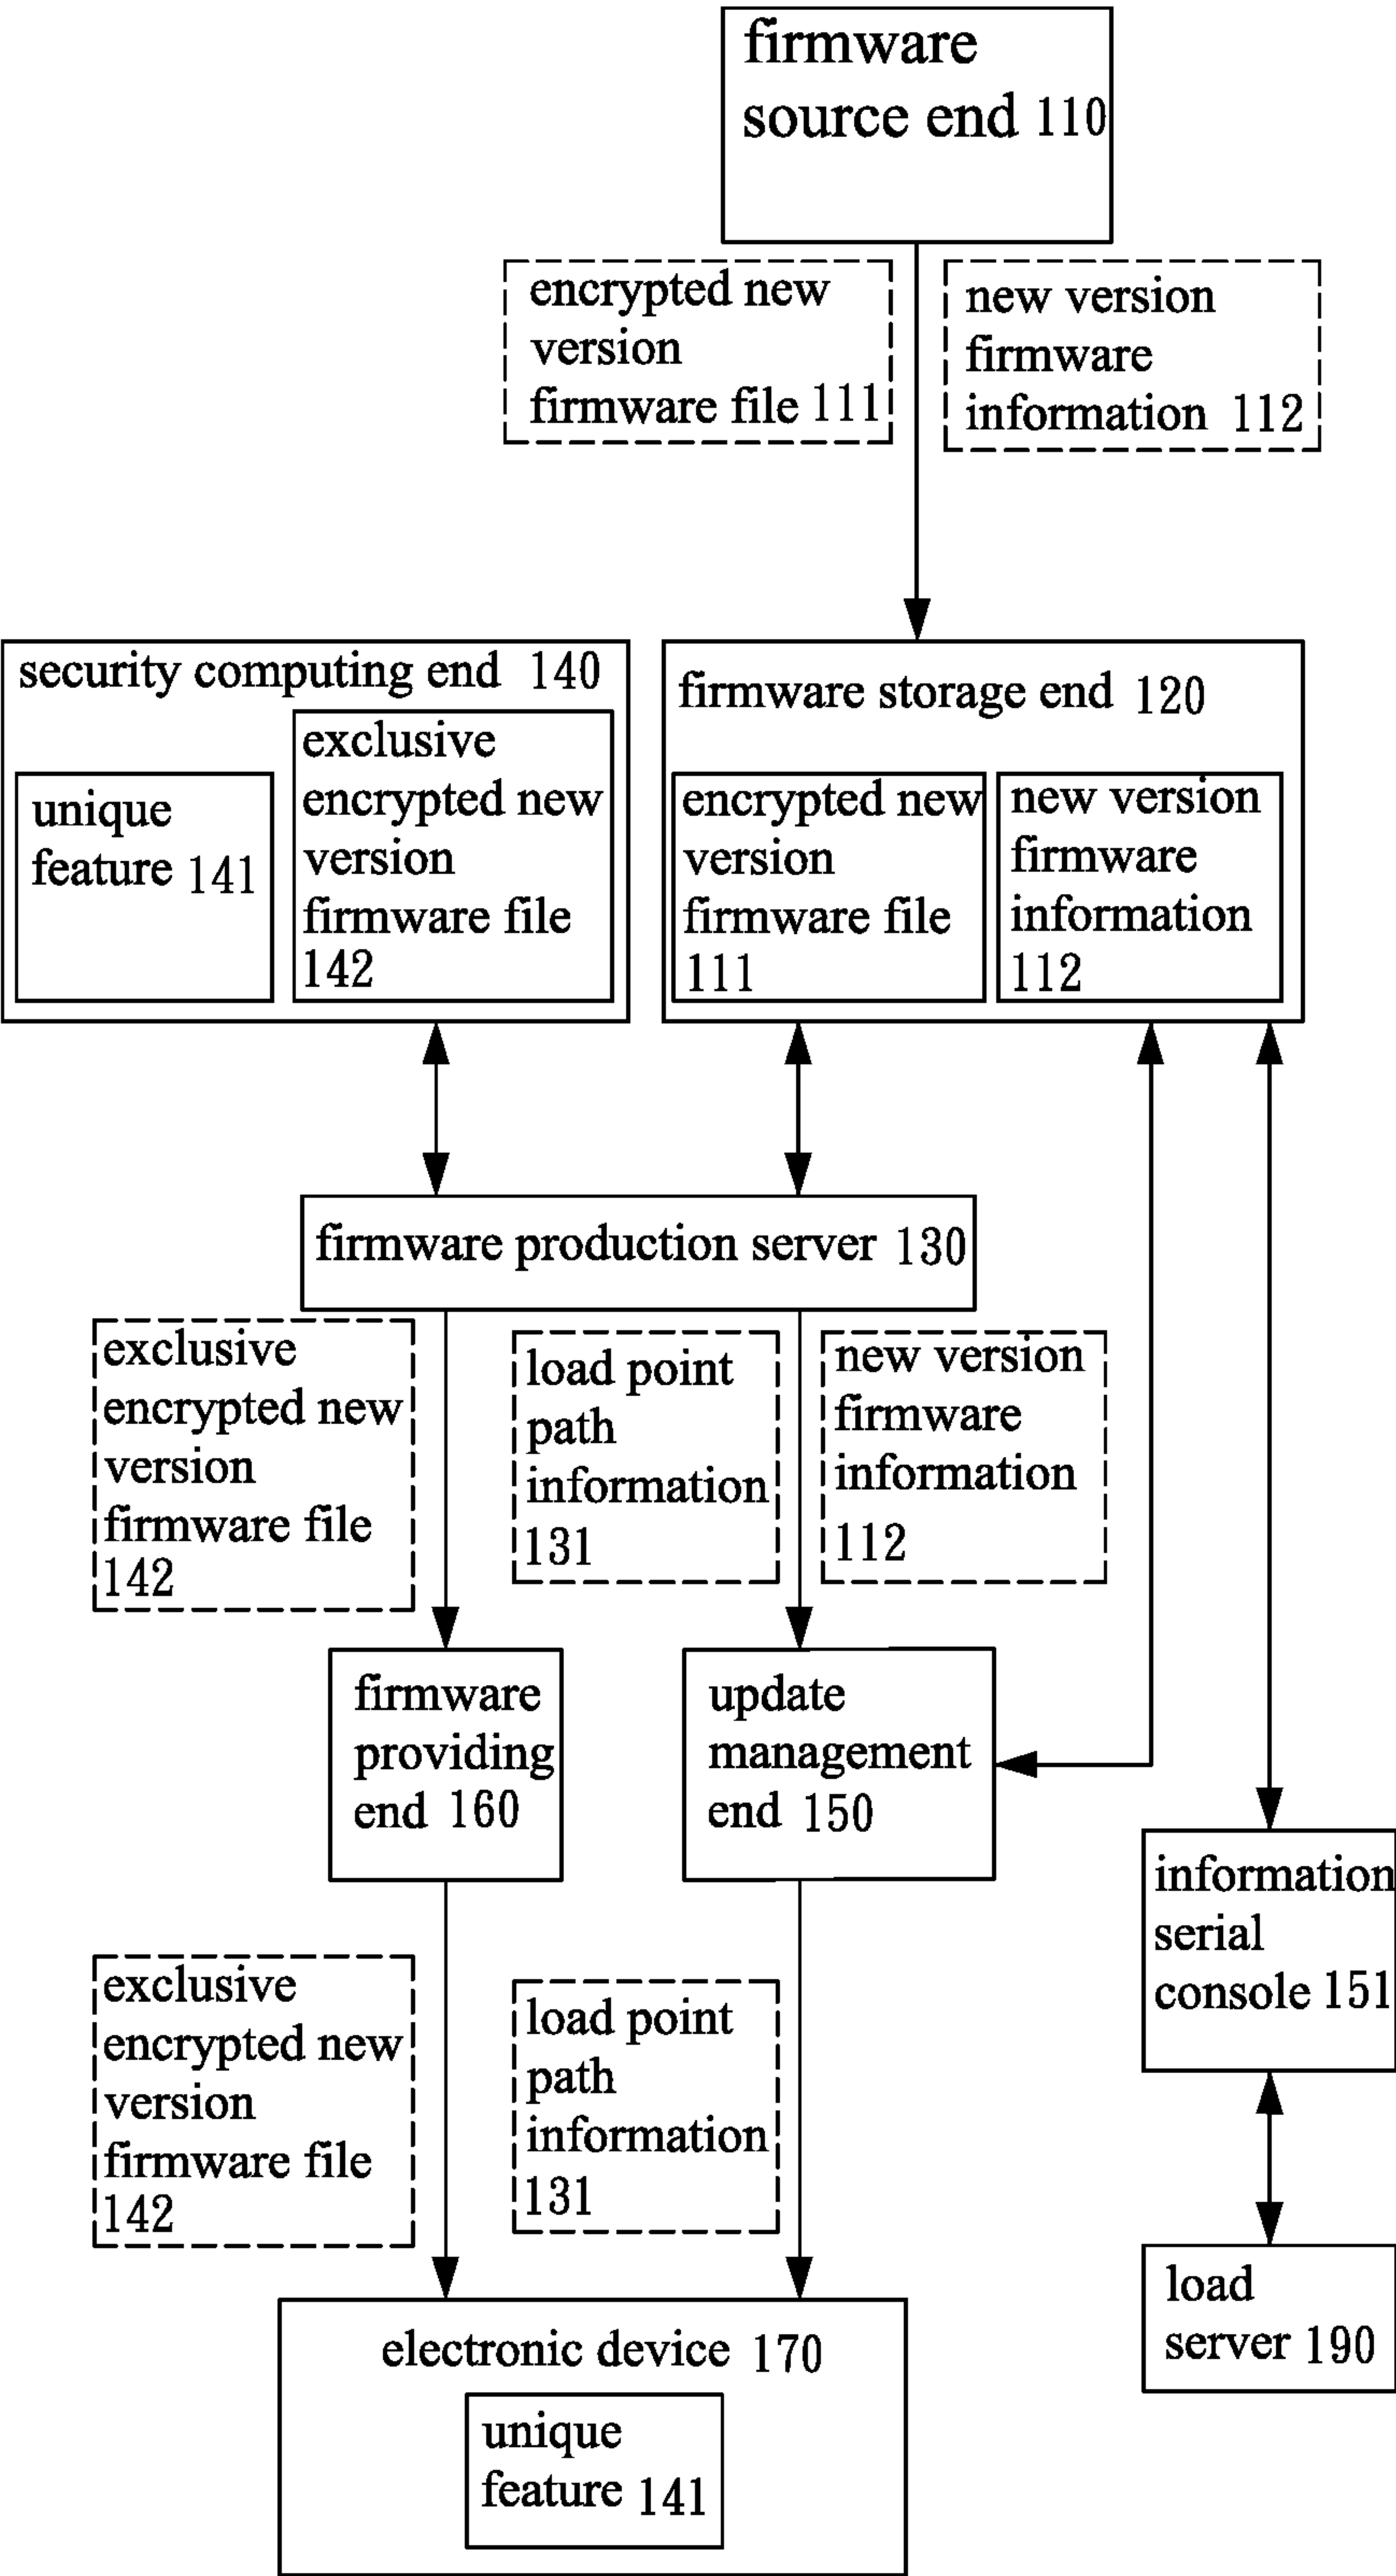 firmware
source end 110
encrypted new
version
firmware file 111
new version
firmware
information 112
security computing end 140
unique
feature 141
exclusive
encrypted new
version
firmware file
142
firmware storage end 120
encrypted new
version
firmware file
111
new version
firmware
information
112
firmware production server 130
exclusive
encrypted new
version
firmware file
142
load point
path
information
131
new version
firmware
information
112
firmware
providing
end 160
update
management
end 150
information
serial
console 151
exclusive
encrypted new
version
firmware file
142
load point
path
information
131
load
server 190
electronic device 170
unique
feature 141